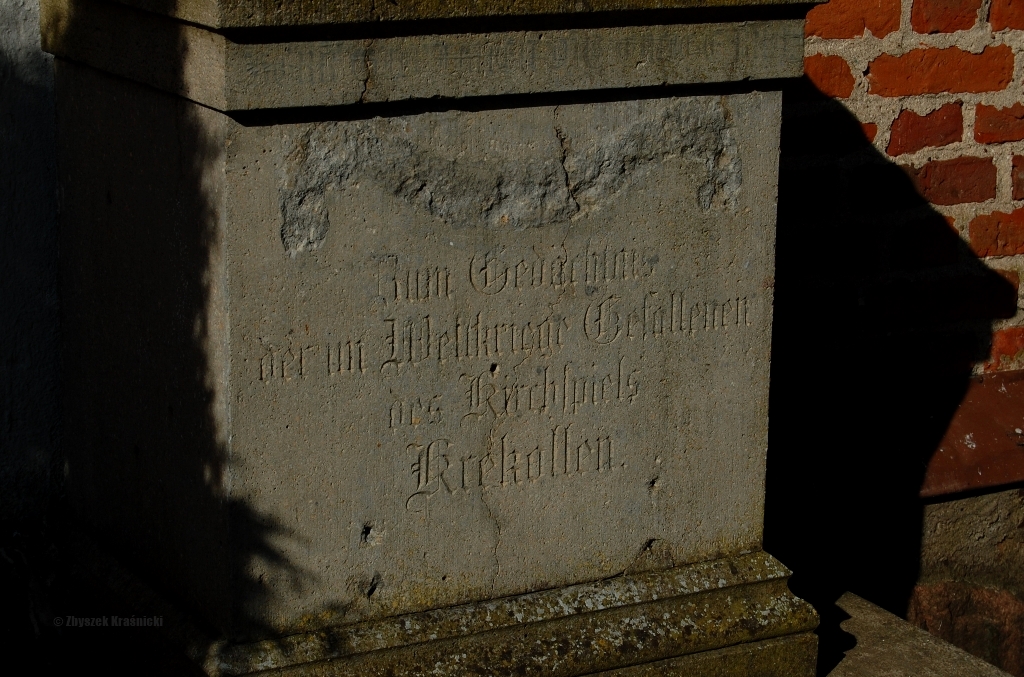 Zum Gedächtnis
der im Weltkriege Gefallenen
des Kirchspiels
Krekollen.
© Zbyszek Kraśnicki